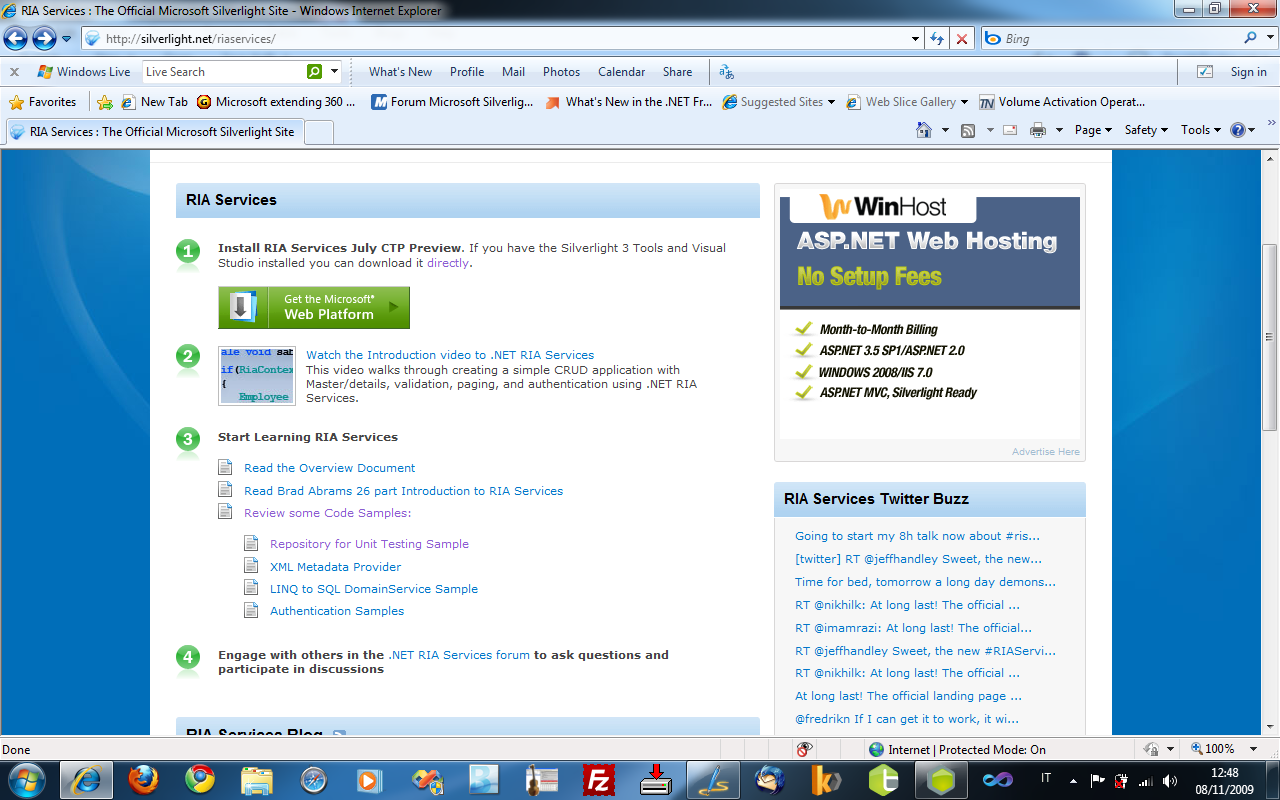 RIA Services : The Official Microsoft Silverlight Site - Windows Internet Explorer
http://silverlight.net/riaservices/
Bing
Windows Live
Live Search
What's New
Profile
Mail
Photos
Calendar
Share
Sign in
Favorites
New Tab
Microsoft extending 360 ...
Forum Microsoft Silverlig...
What's New in the .NET Fr...
Suggested Sites
Web Slice Gallery
Volume Activation Operat...
RIA Services : The Official Microsoft Silverlight Site
Page
Safety
Tools
RIA Services
1
Install RIA Services July CTP Preview. If you have the Silverlight 3 Tools and Visual
Studio installed you can download it directly.
Get the Microsoft®
Web Platform
2
ale void sab
if(RiaContex
{
Employee
Watch the Introduction video to .NET RIA Services
This video walks through creating a simple CRUD application with
Master/details, validation, paging, and authentication using .NET RIA
Services.
3
Start Learning RIA Services
Read the Overview Document
Read Brad Abrams 26 part Introduction to RIA Services
Review some Code Samples:
Repository for Unit Testing Sample
XML Metadata Provider
LINQ to SQL DomainService Sample
Authentication Samples
4
Engage with others in the .NET RIA Services forum to ask questions and
participate in discussions
RIA Services Blog
WinHost
ASP.NET Web Hosting
No Setup Fees
Month-to-Month Billing
ASP.NET 3.5 SP1/ASP.NET 2.0
WINDOWS 2008/IIS 7.0
ASP.NET MVC, Silverlight Ready
Advertise Here
RIA Services Twitter Buzz
Going to start my 8h talk now about #ris...
[twitter] RT @jeffhandley Sweet, the new...
Time for bed, tomorrow a long day demons...
RT @nikhilk: At long last! The official ...
RT @imamrazi: At long last! The official...
RT @jeffhandley Sweet, the new #RIAServi...
RT @nikhilk: At long last! The official ...
At long last! The official landing page ...
@fredrikn If I can get it to work, it wi...
Done
Internet | Protected Mode: On
100%
IT
12:48
08/11/2009